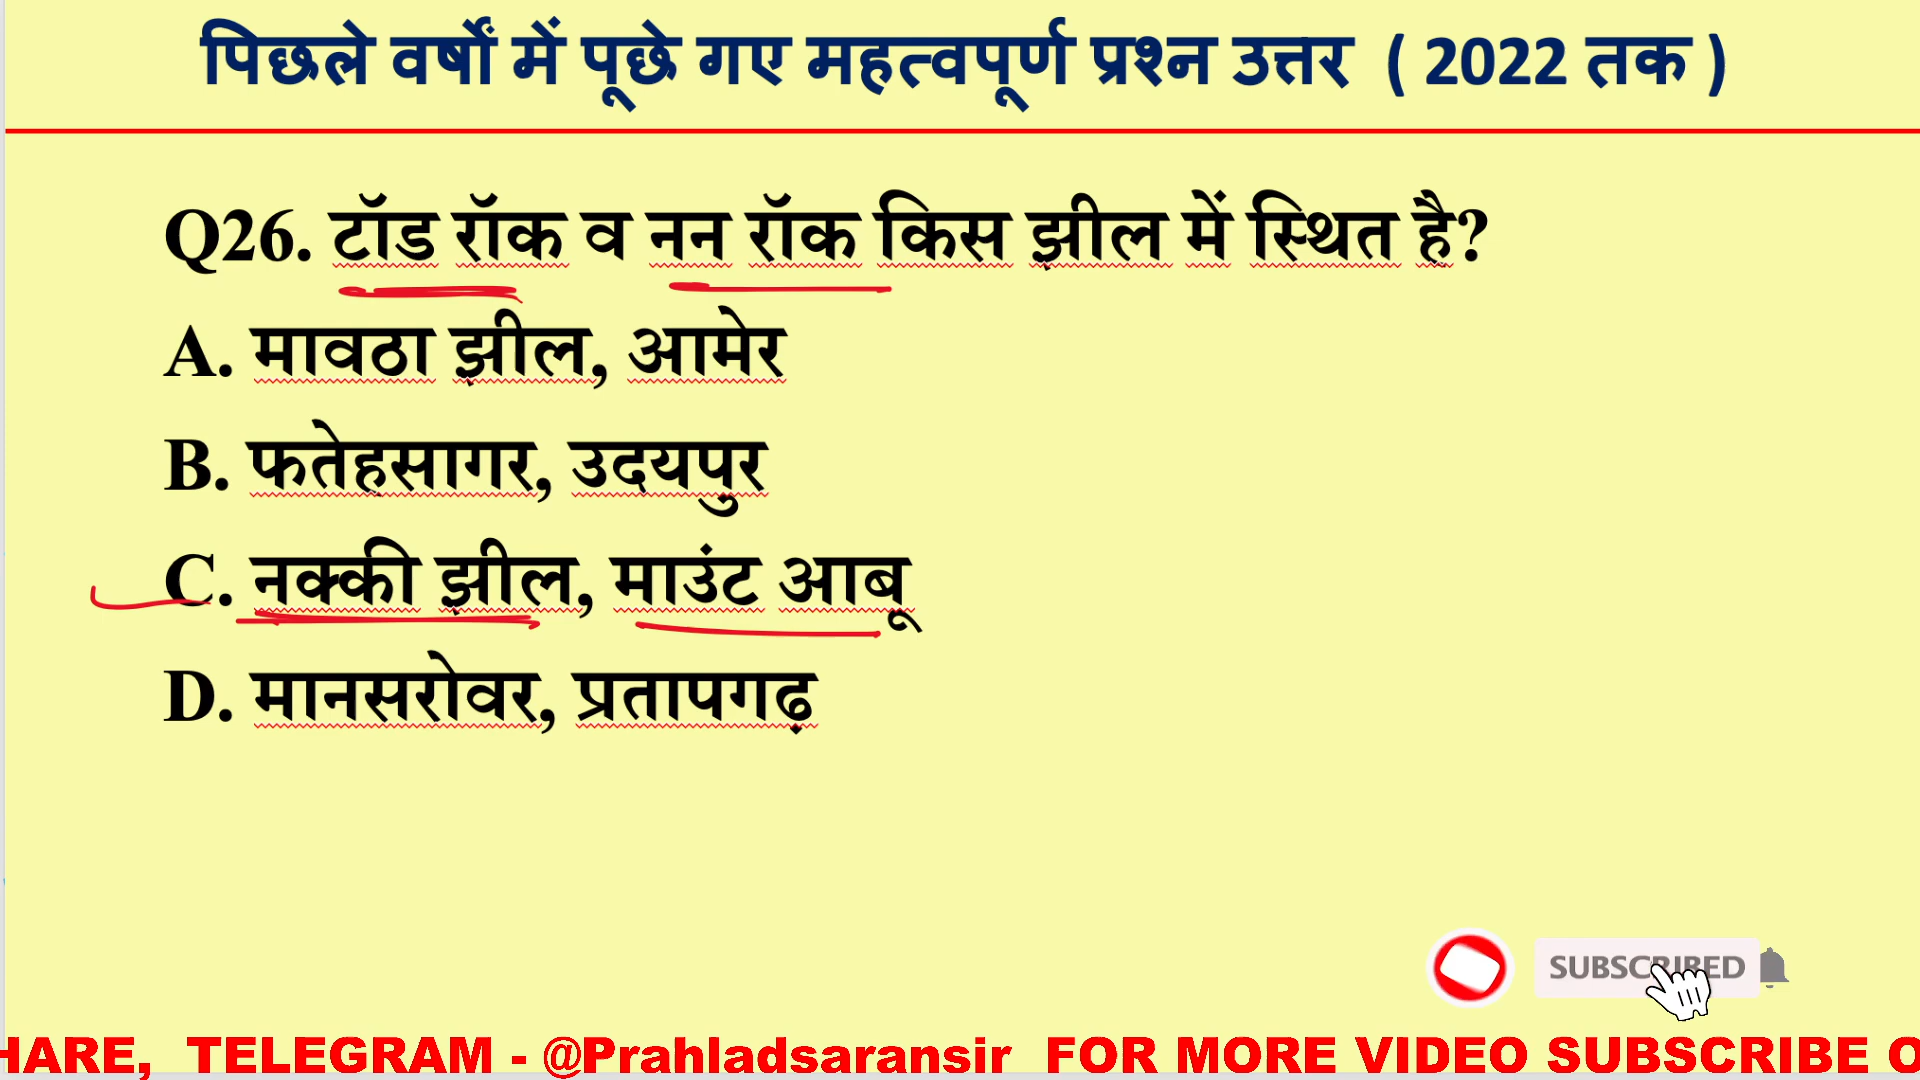 पिछले वर्षों में पूछे गए महत्वपूर्ण प्रश्न उत्तर ( 2022 तक )
Q26. टॉड रॉक व नन रॉक किस झील में स्थित है?
A. मावठा झील, आमेर
B. फतेहसागर, उदयपुर
C. नक्की झील, माउंट आबू
D. मानसरोवर, प्रतापगढ़
SUBSCRIBED
HARE, TELEGRAM - @Prahladsaransir FOR MORE VIDEO SUBSCRIBE O